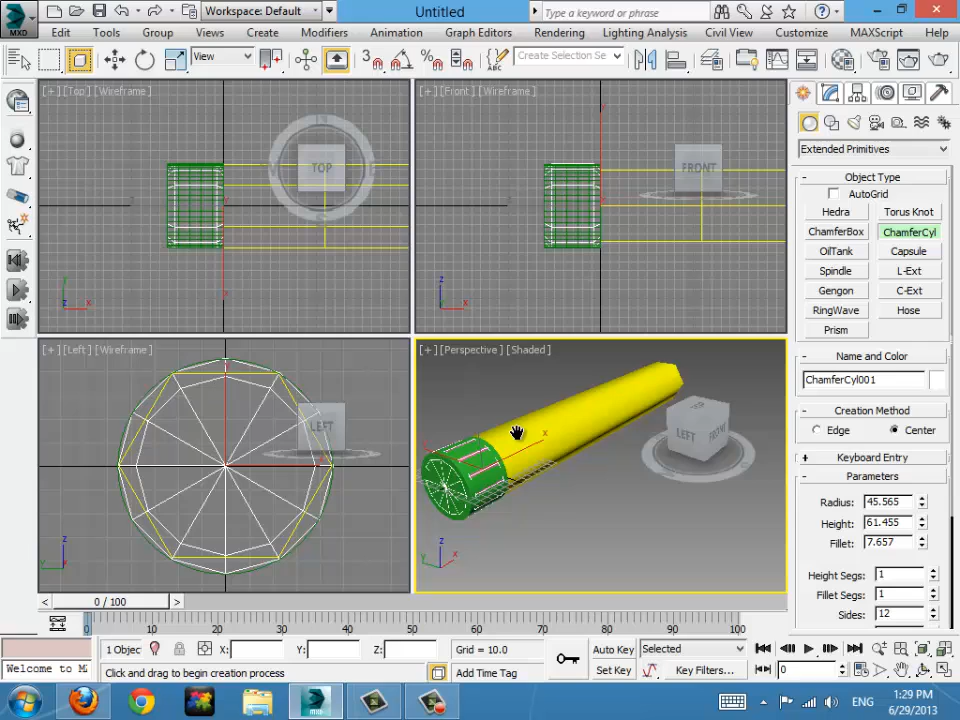 Workspace: Default
Untitled
Type a keyword or phrase
MXD
Edit Tools Group Views Create Modifiers Animation Graph Editors Rendering Lighting Analysis Civil View Customize MAXScript Help
View
3
ABC
Create Selection Se
[+][Top][Wireframe]
TOP
[+][Front][Wireframe]
FRONT
[+][Left][Wireframe]
LEFT
[+][Perspective][Shaded]
TOP
LEFT
FRONT
x
y
z
Extended Primitives
Object Type
AutoGrid
Hedra Torus Knot
ChamferBox ChamferCyl
OilTank Capsule
Spindle L-Ext
Gengon C-Ext
RingWave Hose
Prism
Name and Color
ChamferCyl001
Creation Method
Edge Center
Keyboard Entry
Parameters
Radius: 45.565
Height: 61.455
Fillet: 7.657
Height Segs: 1
Fillet Segs: 1
Sides: 12
0 / 100
0 10 20 30 40 50 60 70 80 90 100
1 Objec X: Y: Z: Grid = 10.0 Auto Key Selected
Welcome to M Click and drag to begin creation process Add Time Tag Set Key Key Filters... 0
ENG
1:29 PM
6/29/2013